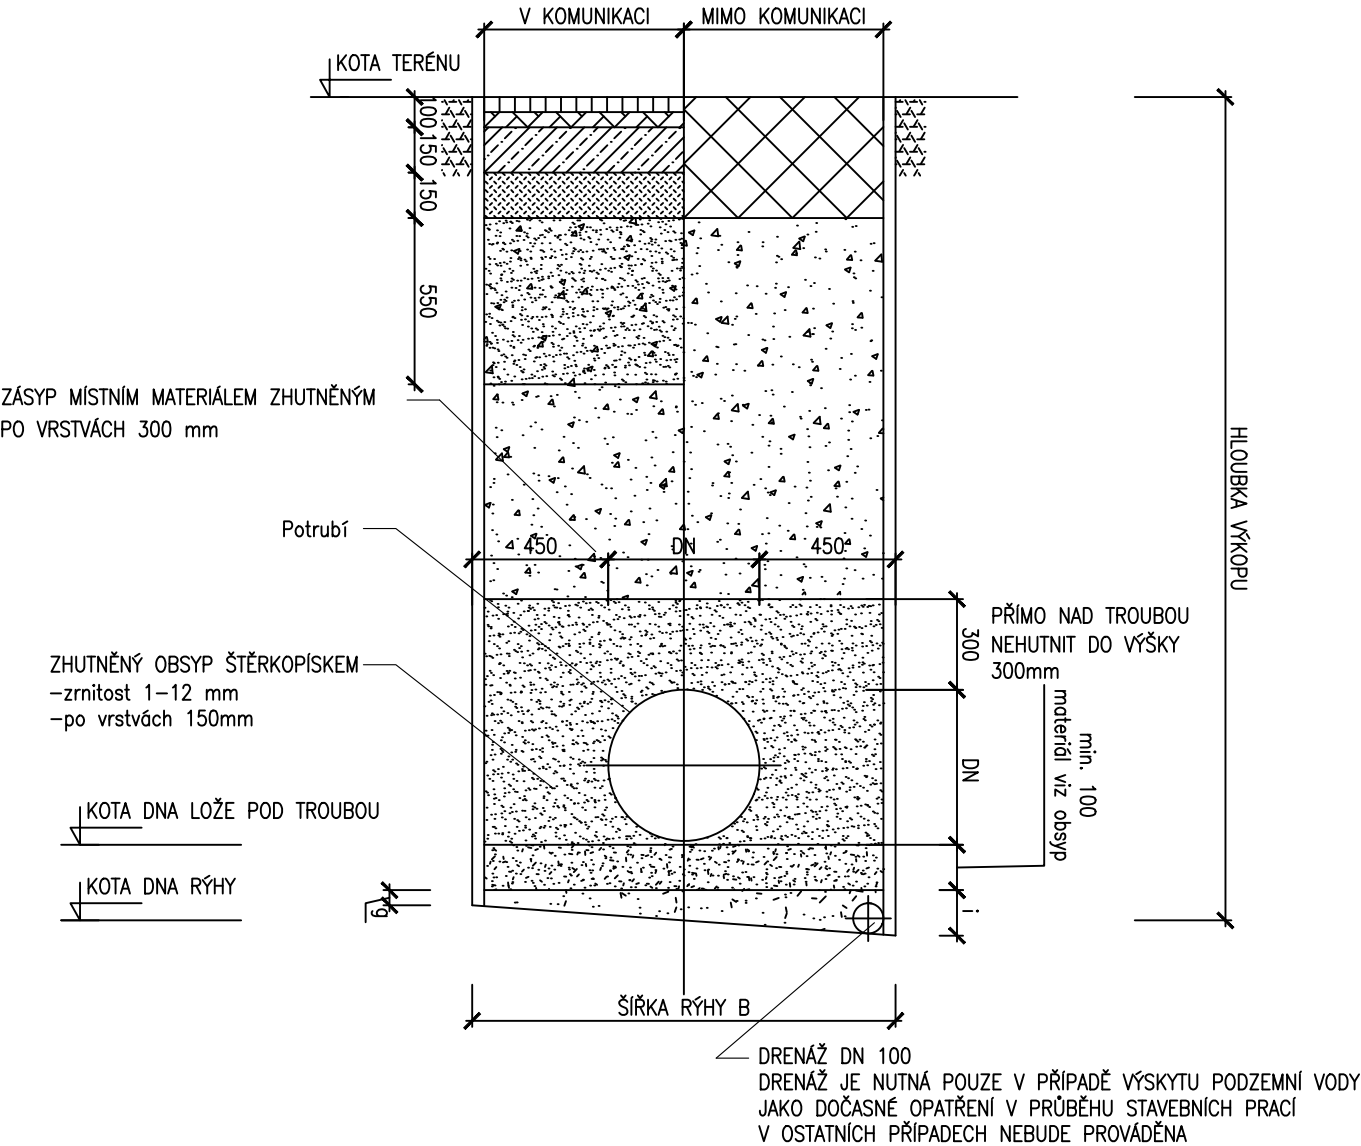 V KOMUNIKACI
MIMO KOMUNIKACI
KOTA TERÉNU
100
150
150
550
ZÁSYP MÍSTNÍM MATERIÁLEM ZHUTNĚNÝM
PO VRSTVÁCH 300 mm
HLOUBKA VÝKOPU
Potrubí
450
DN
450
300
PŘÍMO NAD TROUBOU
NEHUTNIT DO VÝŠKY
300mm
ZHUTNĚNÝ OBSYP ŠTĚRKOPÍSKEM
-zrnitost 1-12 mm
-po vrstvách 150mm
DN
min. 100
materiál viz obsyp
KOTA DNA LOŽE POD TROUBOU
KOTA DNA RÝHY
g
i
ŠÍŘKA RÝHY B
DRENÁŽ DN 100
DRENÁŽ JE NUTNÁ POUZE V PŘÍPADĚ VÝSKYTU PODZEMNÍ VODY
JAKO DOČASNÉ OPATŘENÍ V PRŮBĚHU STAVEBNÍCH PRACÍ
V OSTATNÍCH PŘÍPADECH NEBUDE PROVÁDĚNA